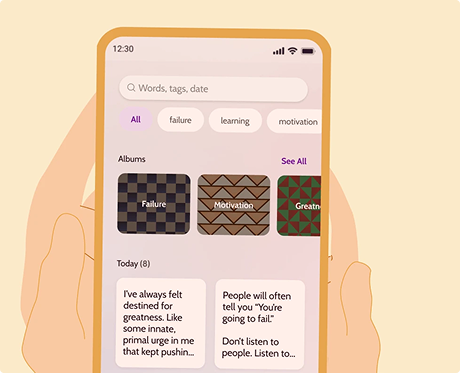 12:30
Words, tags, date
All failure learning motivation
Albums See All
Failure Motivation Greatn
Today (8)
I've always felt
destined for
greatness. Like
some innate,
primal urge in me
that kept pushin...
People will often
tell you “You're
going to fail.”
Don't listen to
people. Listen to...